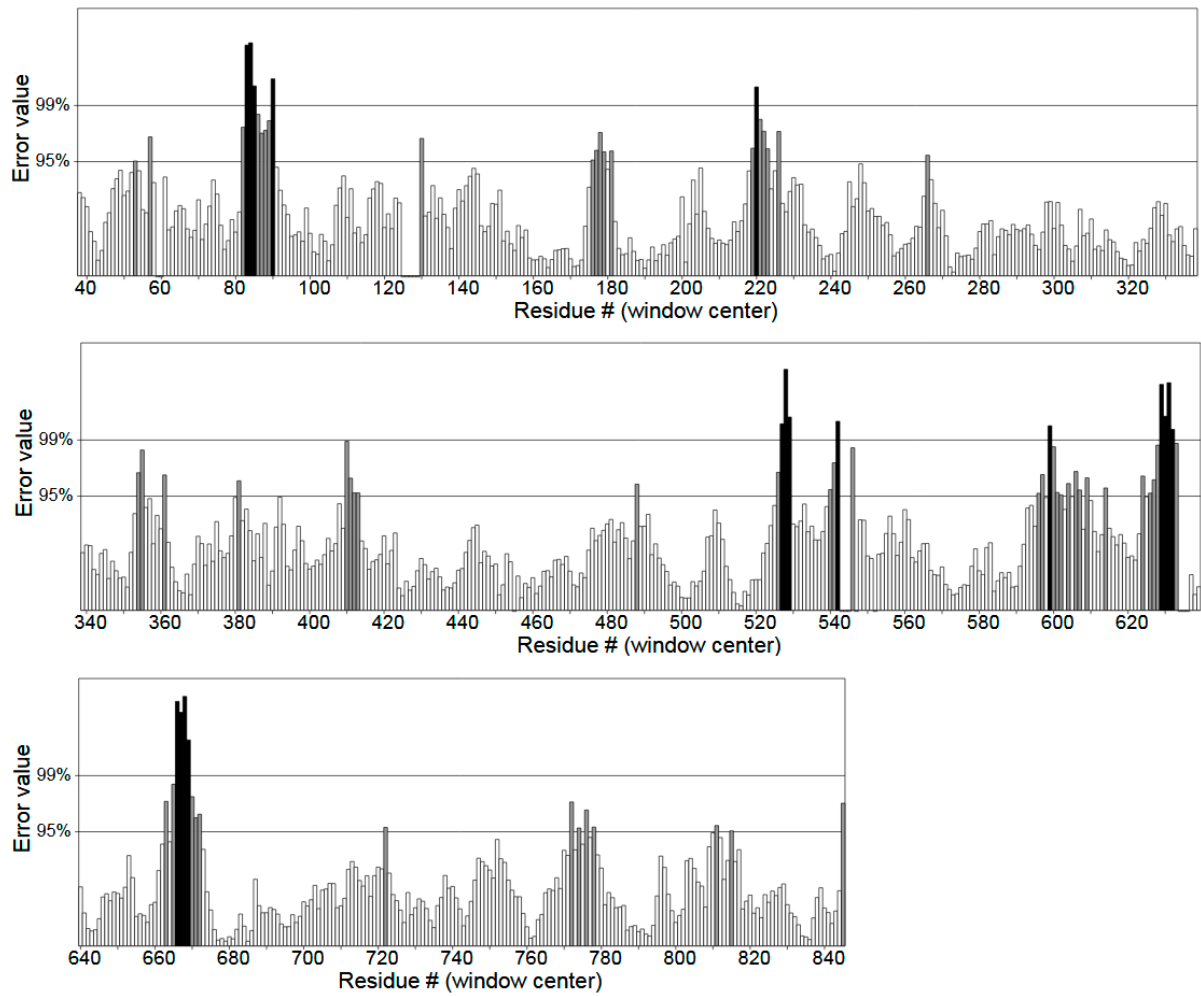 Error value
99%
95%
40 60 80 100 120 140 160 180 200 220 240 260 280 300 320
Residue # (window center)
Error value
99%
95%
340 360 380 400 420 440 460 480 500 520 540 560 580 600 620
Residue # (window center)
Error value
99%
95%
640 660 680 700 720 740 760 780 800 820 840
Residue # (window center)